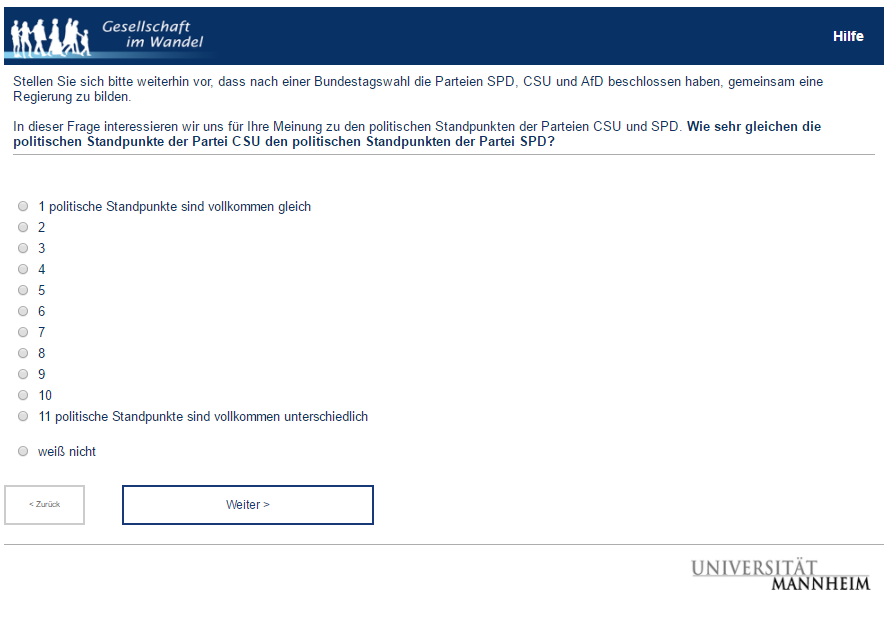 Gesellschaft
im Wandel
Hilfe
Stellen Sie sich bitte weiterhin vor, dass nach einer Bundestagswahl die Parteien SPD, CSU und AfD beschlossen haben, gemeinsam eine
Regierung zu bilden.
In dieser Frage interessieren wir uns für Ihre Meinung zu den politischen Standpunkten der Parteien CSU und SPD. Wie sehr gleichen die
politischen Standpunkte der Partei CSU den politischen Standpunkten der Partei SPD?
1 politische Standpunkte sind vollkommen gleich
2
3
4
5
6
7
8
9
10
11 politische Standpunkte sind vollkommen unterschiedlich
weiß nicht
< Zurück
Weiter >
UNIVERSITÄT
MANNHEIM